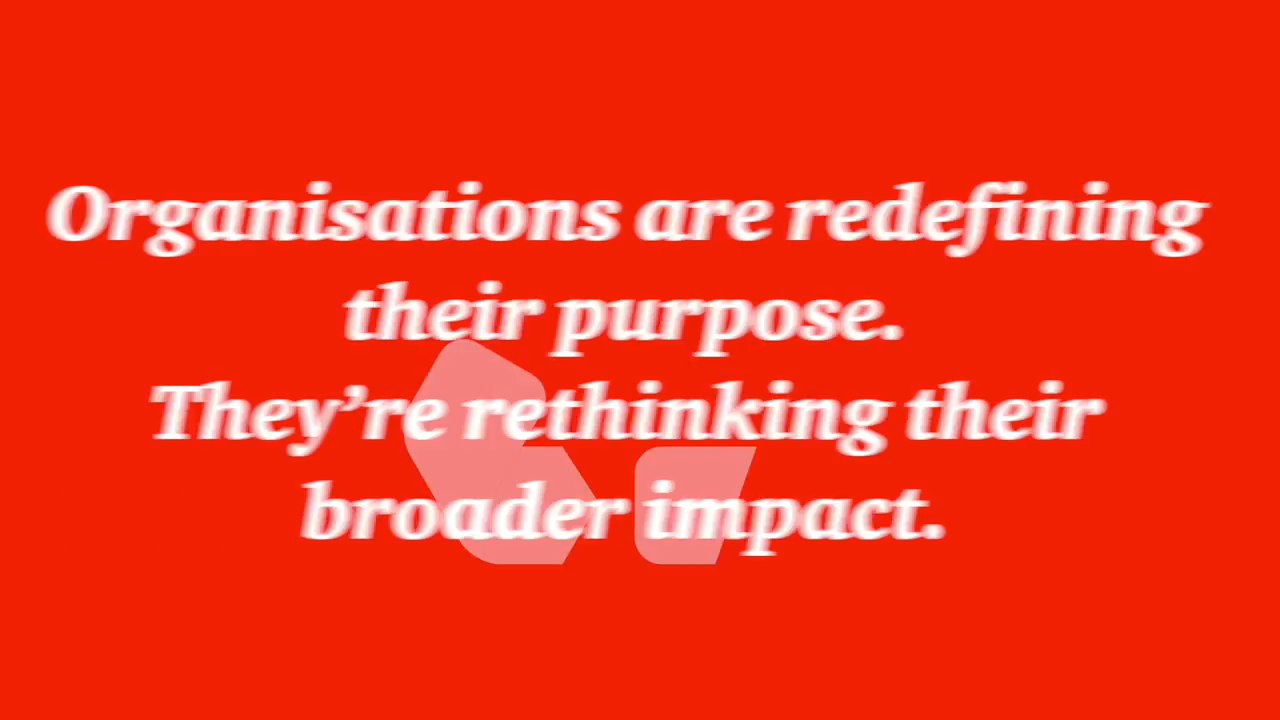 Organisations are redefining
their purpose.
They’re rethinking their
broader impact.